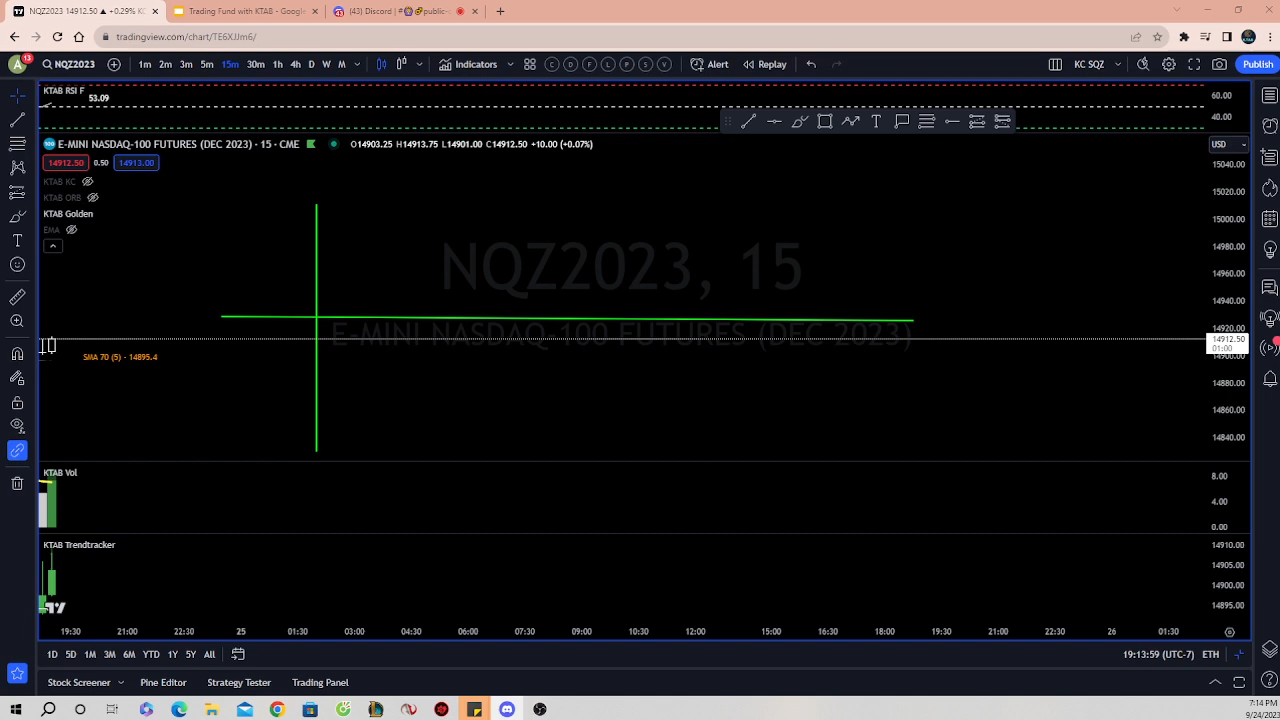 NQZ2023 14912.50 ▲ +0.29% KC
Trading Fund with KTAB - Google
(43) Discord | #
tradingview.com/chart/TE6XJJm6/
A 13 NQZ2023 1m 2m 3m 5m 15m 30m 1h 4h D W M Indicators C D F L P S V Alert Replay KC SQZ Publish
KTAB RSI F 53.09
60.00
40.00
E-MINI NASDAQ-100 FUTURES (DEC 2023) · 15 · CME O14903.25 H14913.75 L14901.00 C14912.50 +10.00 (+0.07%)
USD
14912.50 0.50 14913.00
KTAB KC
KTAB ORB
KTAB Golden
EMA
NQZ2023, 15
E-MINI NASDAQ-100 FUTURES (DEC 2023)
SMA 70 (5) - 14895.4
15040.00
15020.00
15000.00
14980.00
14960.00
14940.00
14920.00
14912.50
01:00
14900.00
14880.00
14860.00
14840.00
KTAB Vol
8.00
4.00
0.00
KTAB Trendtracker
14910.00
14905.00
14900.00
14895.00
19:30 21:00 22:30 25 01:30 03:00 04:30 06:00 07:30 09:00 10:30 12:00 15:00 16:30 18:00 19:30 21:00 22:30 26 01:30
1D 5D 1M 3M 6M YTD 1Y 5Y All 19:13:59 (UTC-7) ETH
Stock Screener Pine Editor Strategy Tester Trading Panel
7:14 PM
9/24/2023